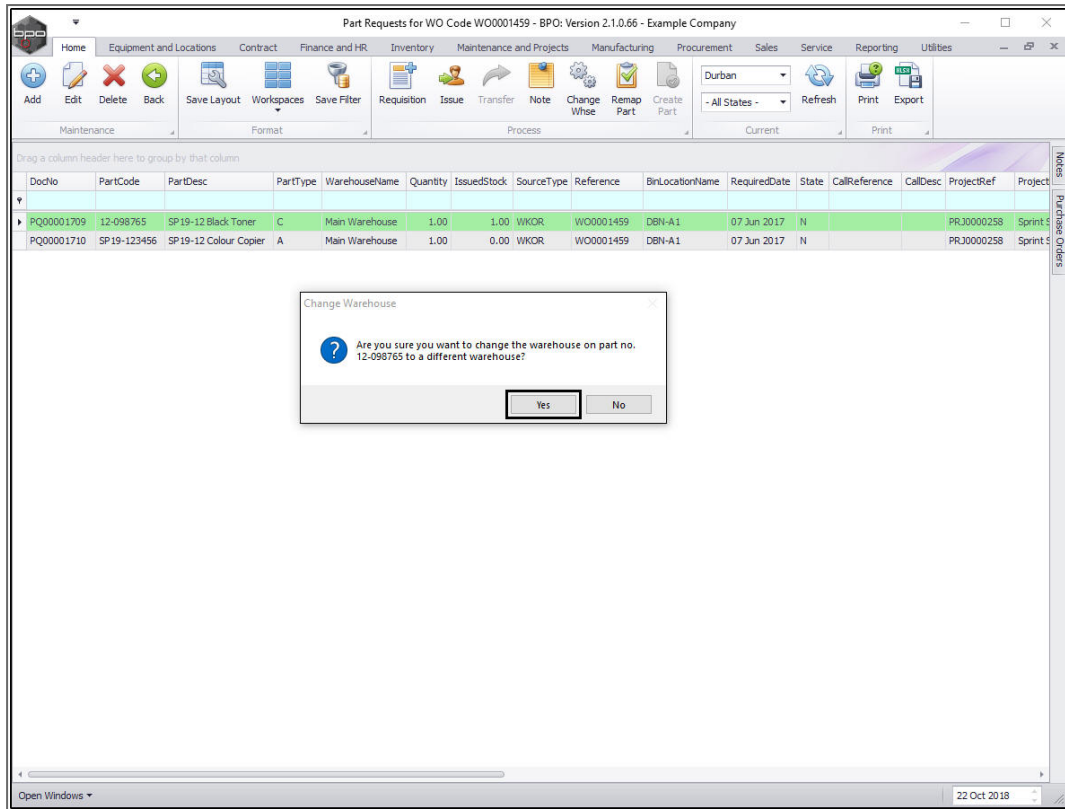 Part Requests for WO Code WO0001459 - BPO: Version 2.1.0.66 - Example Company
bpo
Home Equipment and Locations Contract Finance and HR Inventory Maintenance and Projects Manufacturing Procurement Sales Service Reporting Utilities
Add Edit Delete Back Save Layout Workspaces Save Filter Requisition Issue Transfer Note Change Whse Remap Part Create Part Durban - All States - Refresh Print Export
Maintenance Format Process Current Print
Drag a column header here to group by that column
DocNo PartCode PartDesc PartType WarehouseName Quantity IssuedStock SourceType Reference BinLocationName RequiredDate State CallReference CallDesc ProjectRef Project
PQ00001709 12-098765 SP19-12 Black Toner C Main Warehouse 1.00 1.00 WKOR WO0001459 DBN-A1 07 Jun 2017 N PRJ0000258 Sprint S
PQ00001710 SP19-123456 SP19-12 Colour Copier A Main Warehouse 1.00 0.00 WKOR WO0001459 DBN-A1 07 Jun 2017 N PRJ0000258 Sprint S
Notes
Purchase Orders
Change Warehouse
Are you sure you want to change the warehouse on part no.
12-098765 to a different warehouse?
Yes No
Open Windows 22 Oct 2018